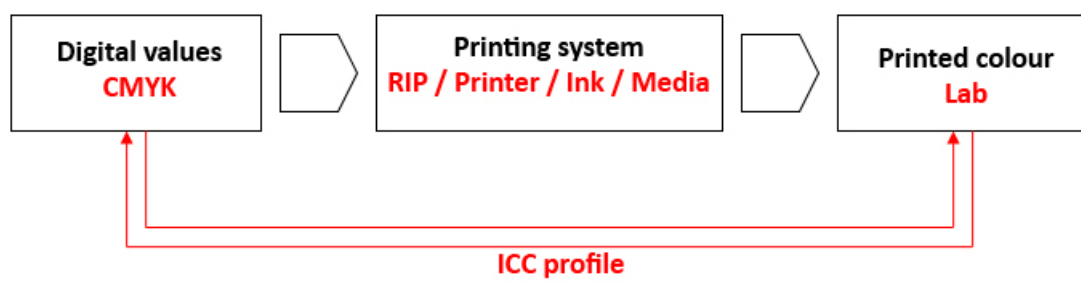 Digital values
CMYK
Printing system
RIP / Printer / Ink / Media
Printed colour
Lab
ICC profile